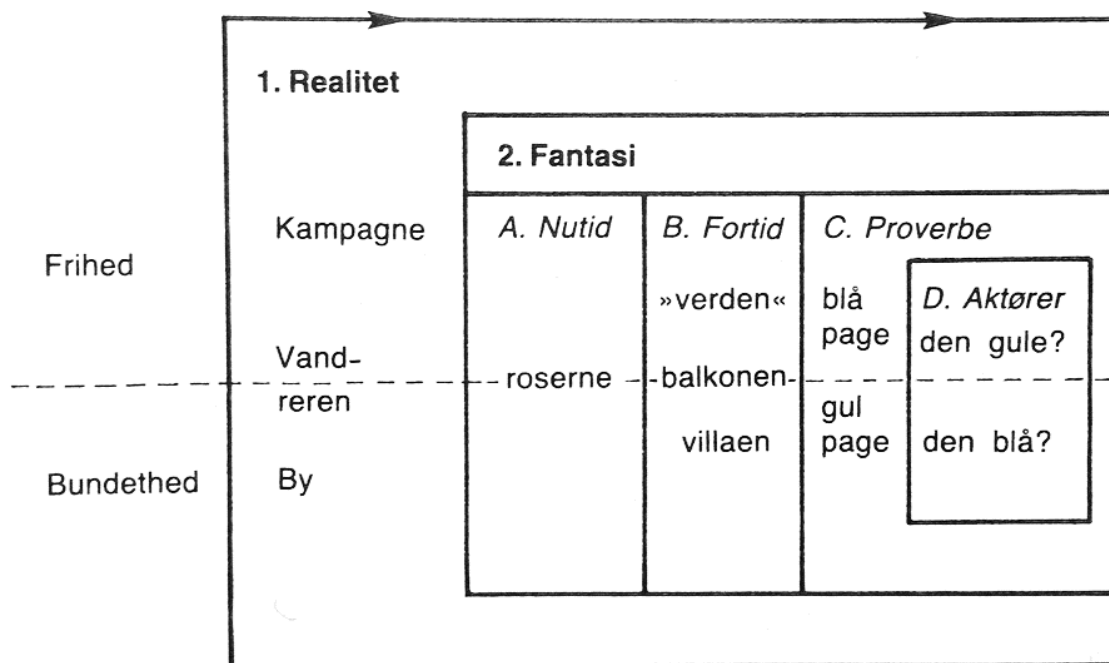 1. Realitet
2. Fantasi
Kampagne
A. Nutid
B. Fortid
C. Proverbe
Frihed
»verden«
blå
page
D. Aktører
den gule?
Vand-
reren
roserne
balkonen
gul
page
villaen
den blå?
Bundethed
By